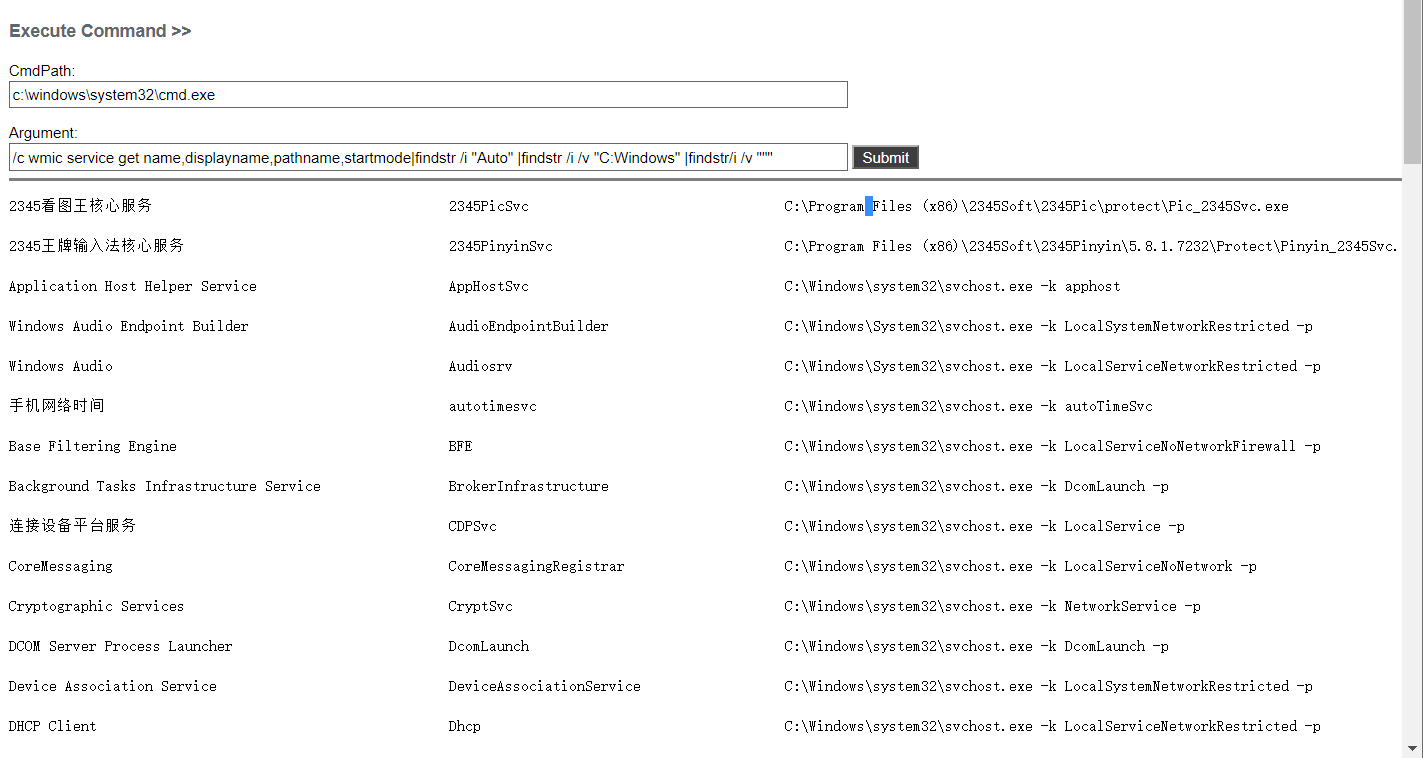 Execute Command >>
CmdPath:
c:\windows\system32\cmd.exe
Argument:
/c wmic service get name,displayname,pathname,startmode|findstr /i "Auto" |findstr /i /v "C:Windows" |findstr/i /v """
Submit
2345看图王核心服务 2345PicSvc C:\Program Files (x86)\2345Soft\2345Pic\protect\Pic_2345Svc.exe
2345王牌输入法核心服务 2345PinyinSvc C:\Program Files (x86)\2345Soft\2345Pinyin\5.8.1.7232\Protect\Pinyin_2345Svc.
Application Host Helper Service AppHostSvc C:\Windows\system32\svchost.exe -k apphost
Windows Audio Endpoint Builder AudioEndpointBuilder C:\Windows\System32\svchost.exe -k LocalSystemNetworkRestricted -p
Windows Audio Audiosrv C:\Windows\System32\svchost.exe -k LocalServiceNetworkRestricted -p
手机网络时间 autotimesvc C:\Windows\system32\svchost.exe -k autoTimeSvc
Base Filtering Engine BFE C:\Windows\system32\svchost.exe -k LocalServiceNoNetworkFirewall -p
Background Tasks Infrastructure Service BrokerInfrastructure C:\Windows\system32\svchost.exe -k DcomLaunch -p
连接设备平台服务 CDPSvc C:\Windows\system32\svchost.exe -k LocalService -p
CoreMessaging CoreMessagingRegistrar C:\Windows\system32\svchost.exe -k LocalServiceNoNetwork -p
Cryptographic Services CryptSvc C:\Windows\system32\svchost.exe -k NetworkService -p
DCOM Server Process Launcher DcomLaunch C:\Windows\system32\svchost.exe -k DcomLaunch -p
Device Association Service DeviceAssociationService C:\Windows\system32\svchost.exe -k LocalSystemNetworkRestricted -p
DHCP Client Dhcp C:\Windows\system32\svchost.exe -k LocalServiceNetworkRestricted -p